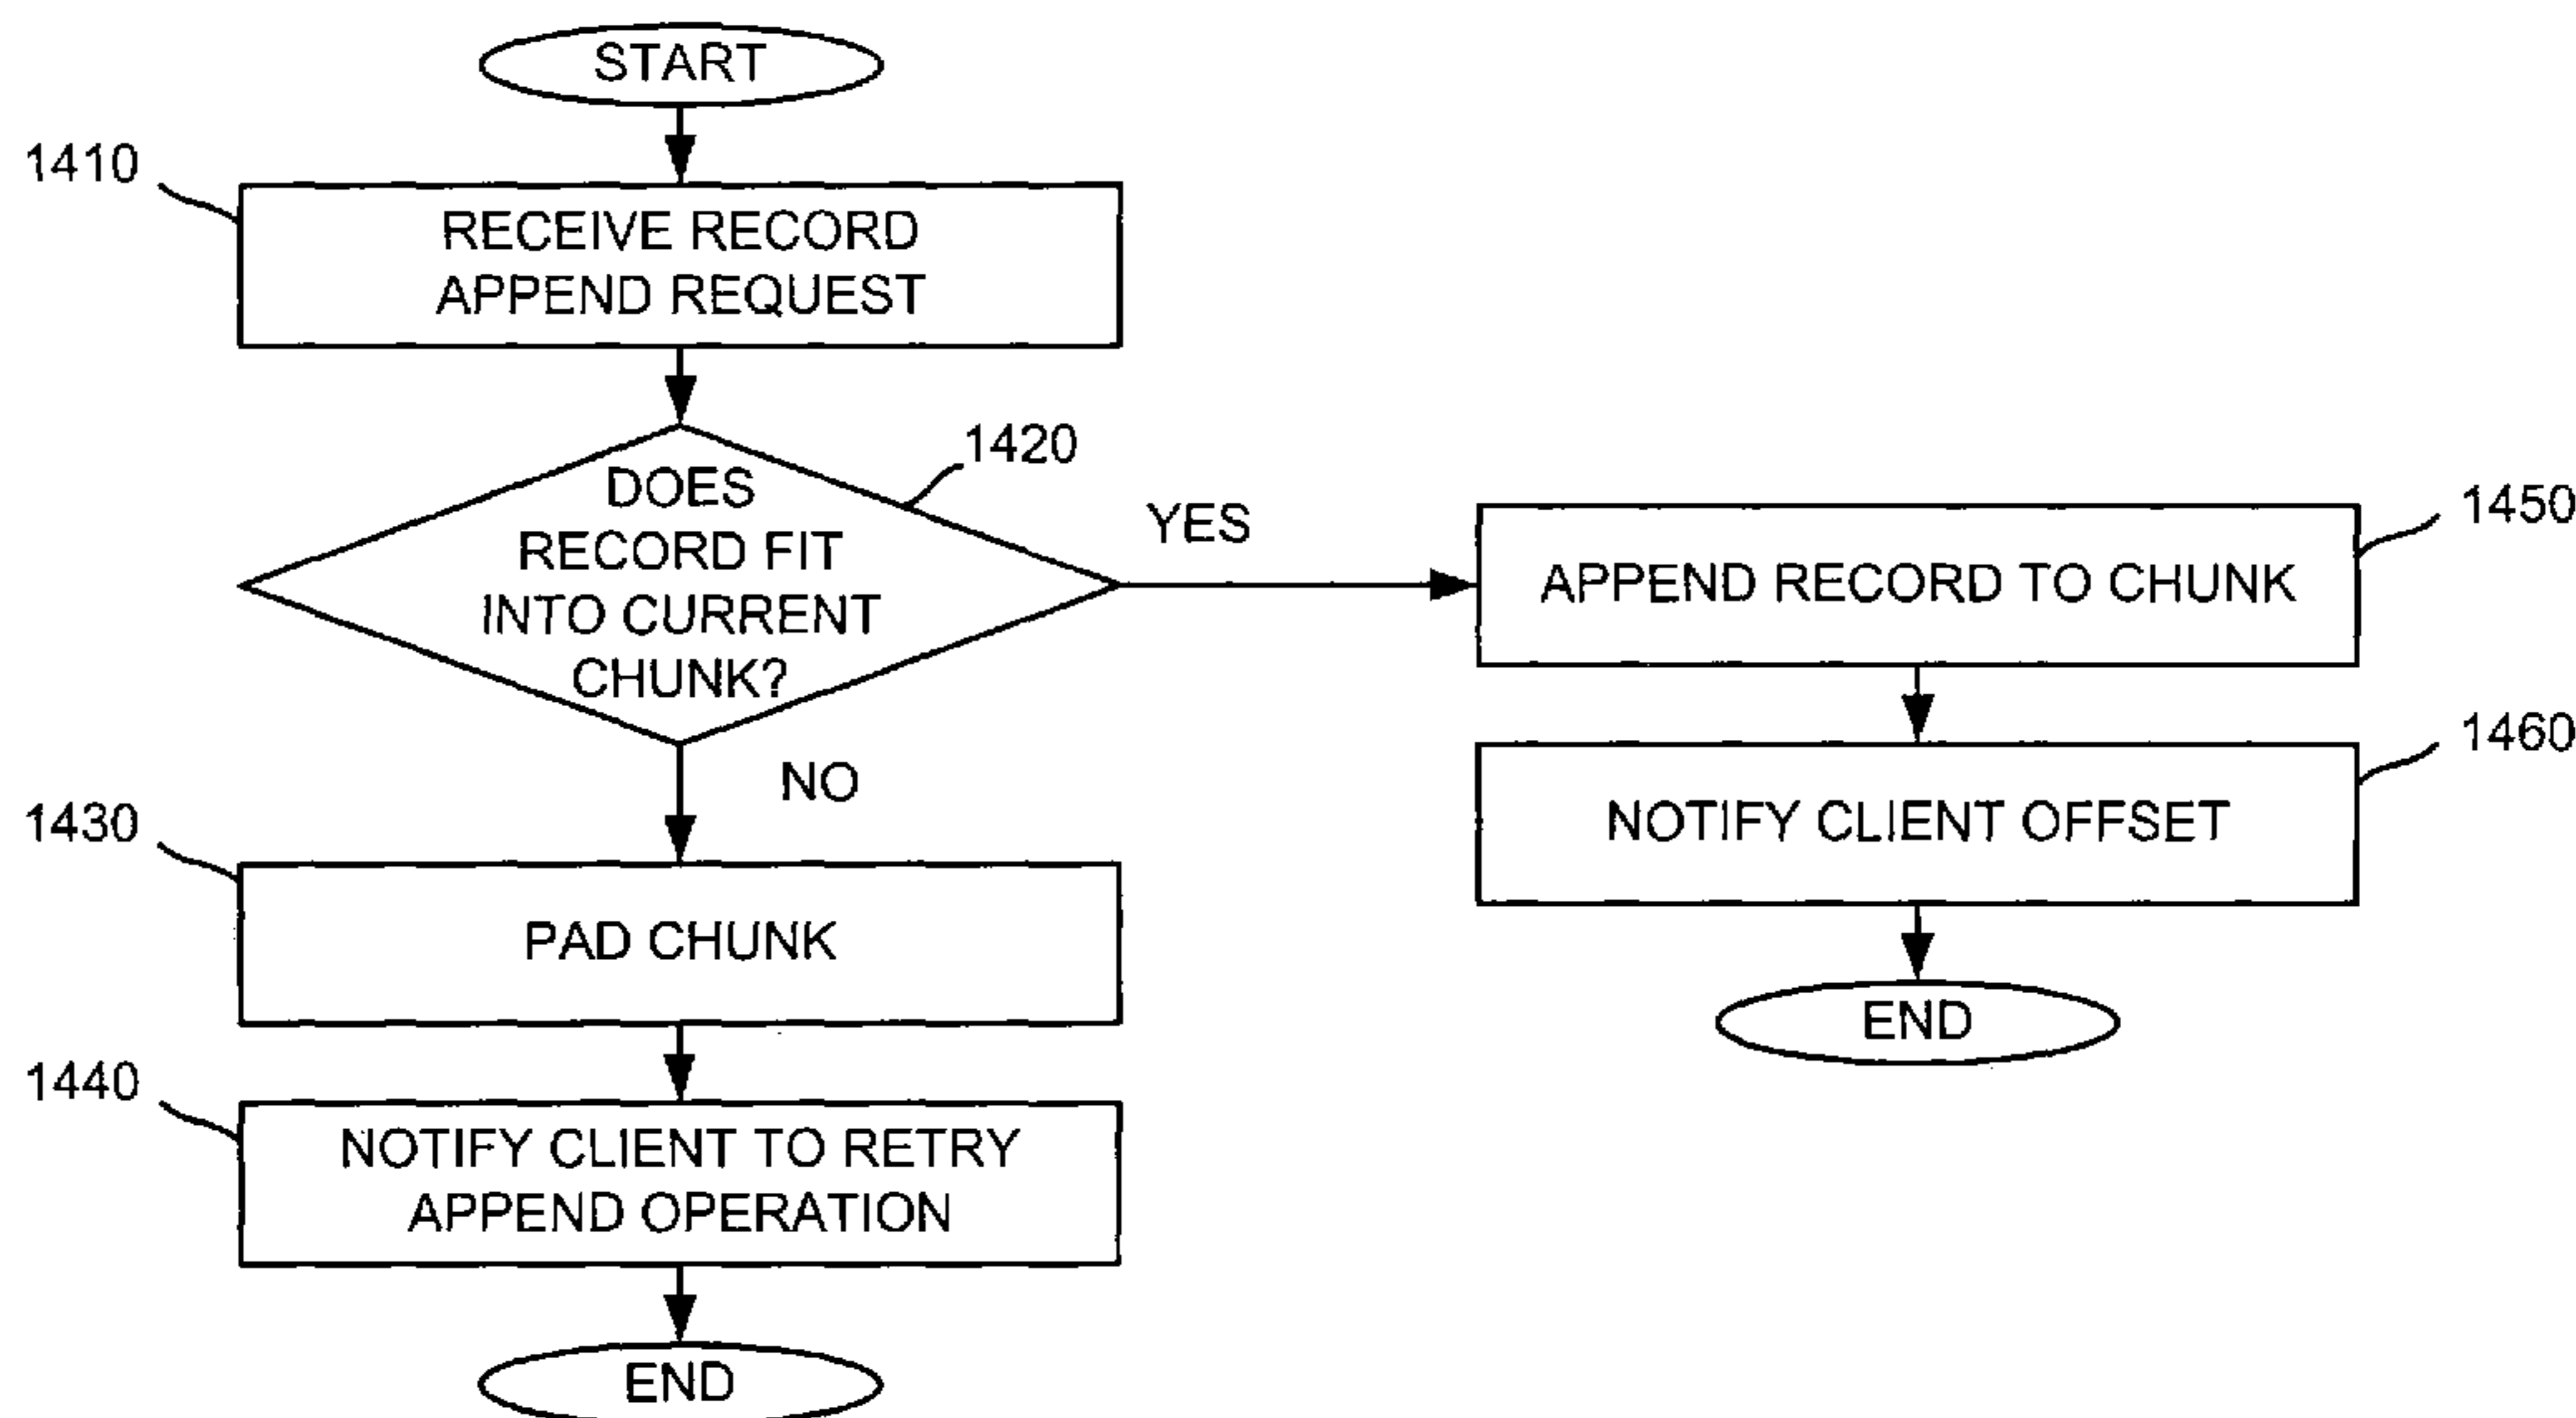 START
1410
RECEIVE RECORD
APPEND REQUEST
1420
DOES
RECORD FIT
INTO CURRENT
CHUNK?
YES
1450
APPEND RECORD TO CHUNK
1460
NOTIFY CLIENT OFFSET
END
NO
1430
PAD CHUNK
1440
NOTIFY CLIENT TO RETRY
APPEND OPERATION
END